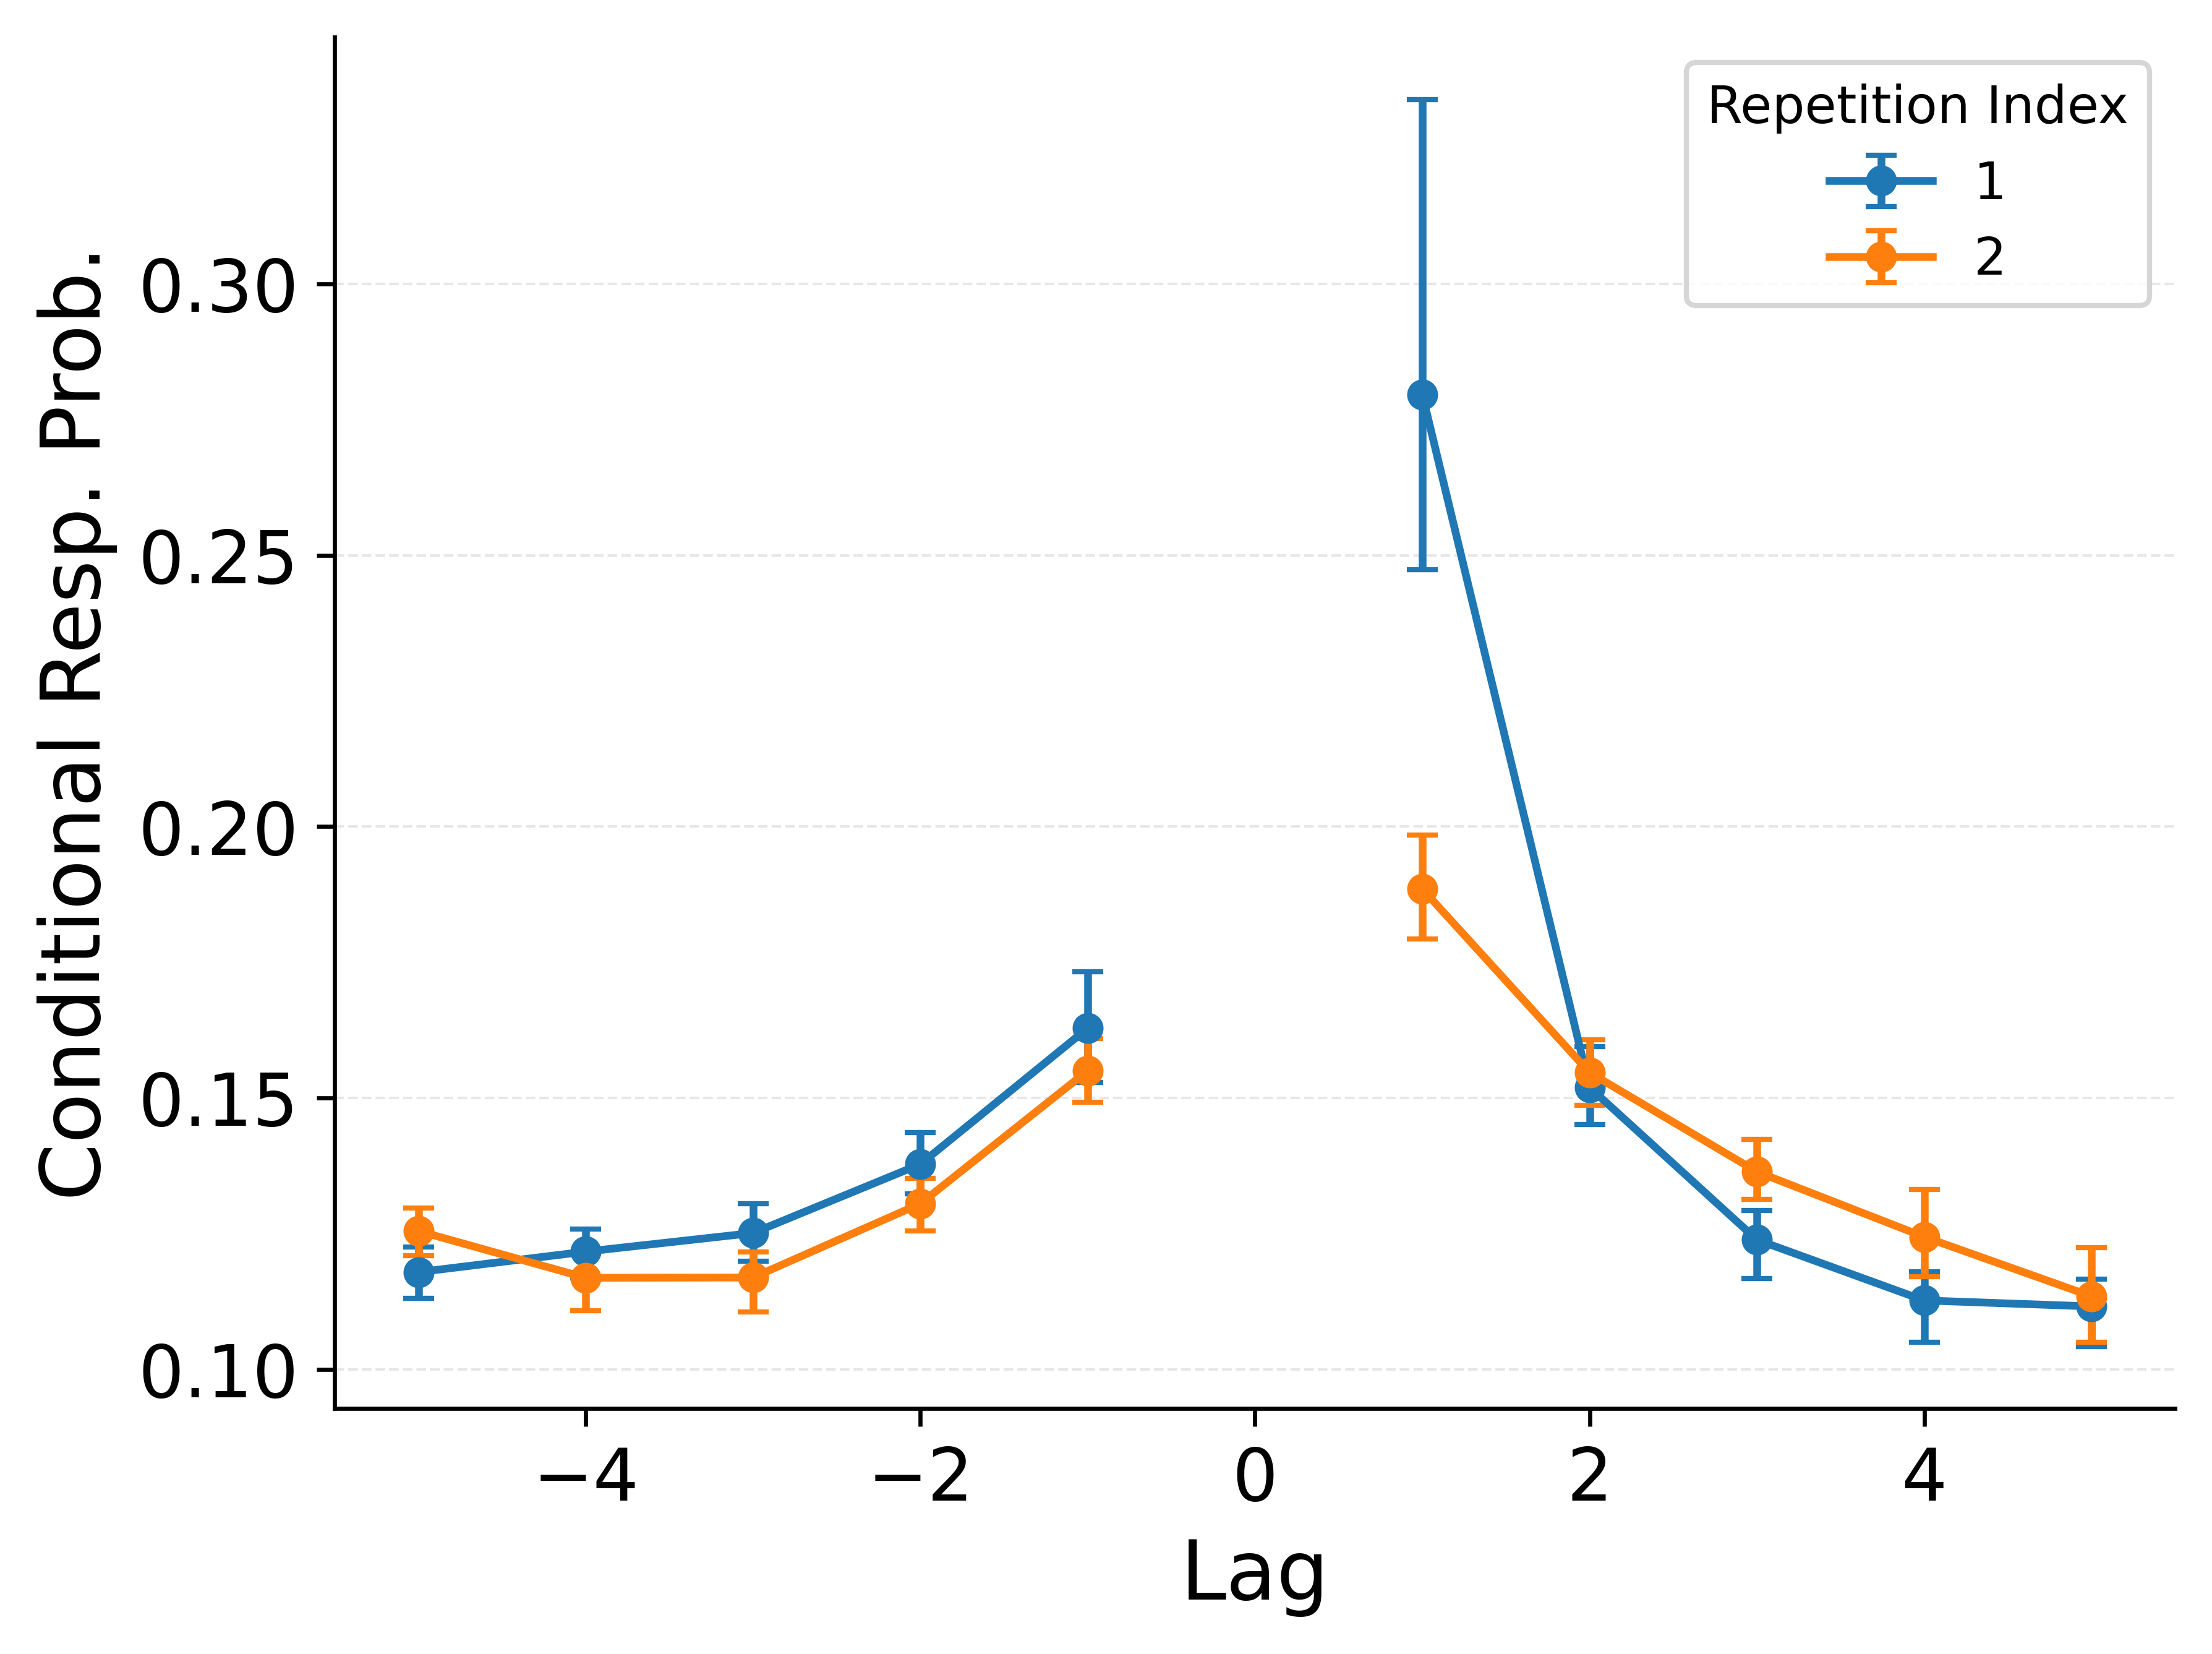 Repetition Index
1
2
Conditional Resp. Prob.
0.30
0.25
0.20
0.15
0.10
−4 −2 0 2 4
Lag